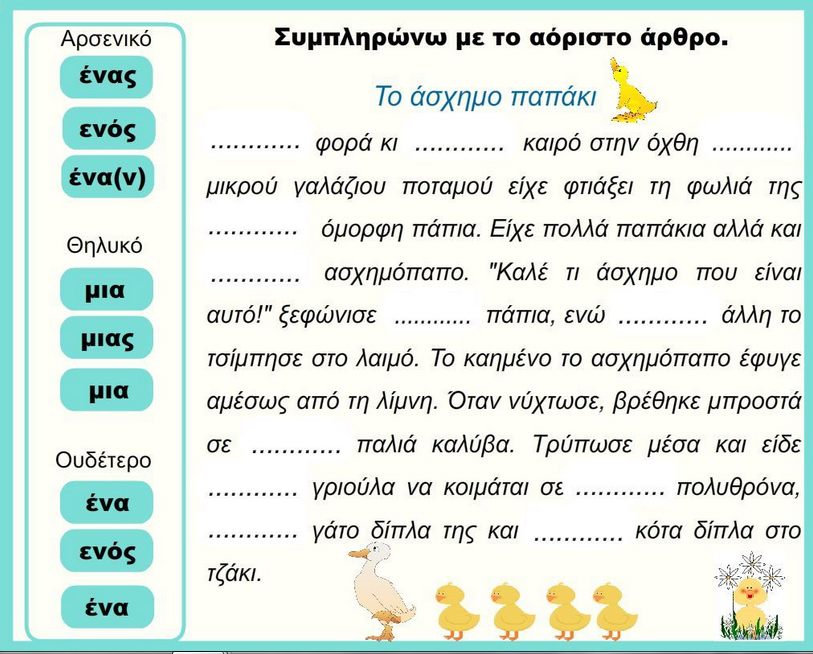 Αρσενικό
ένας
ενός
ένα(ν)
Θηλυκό
μια
μιας
μια
Ουδέτερο
ένα
ενός
ένα
Συμπληρώνω με το αόριστο άρθρο.
Το άσχημο παπάκι
............ φορά κι ............ καιρό στην όχθη ............
μικρού γαλάζιου ποταμού είχε φτιάξει τη φωλιά της
............ όμορφη πάπια. Είχε πολλά παπάκια αλλά και
............ ασχημόπαπο. "Καλέ τι άσχημο που είναι
αυτό!" ξεφώνισε ............ πάπια, ενώ ............ άλλη το
τσίμπησε στο λαιμό. Το καημένο το ασχημόπαπο έφυγε
αμέσως από τη λίμνη. Όταν νύχτωσε, βρέθηκε μπροστά
σε ............ παλιά καλύβα. Τρύπωσε μέσα και είδε
............ γριούλα να κοιμάται σε ............ πολυθρόνα,
............ γάτο δίπλα της και ............ κότα δίπλα στο
τζάκι.